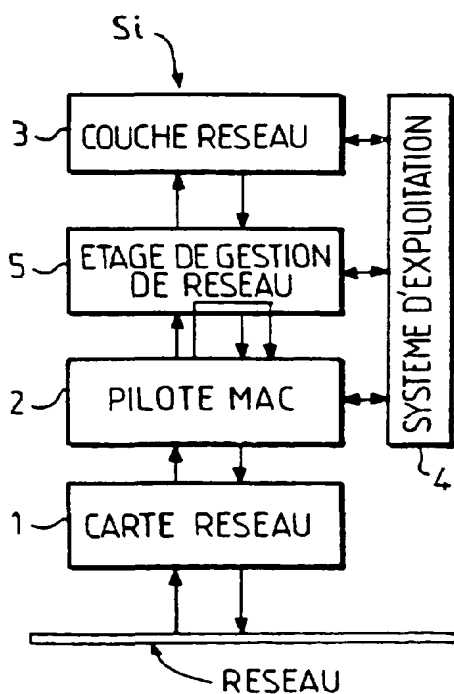 Si
3 COUCHE RESEAU
5 ETAGE DE GESTION
DE RESEAU
2 PILOTE MAC
1 CARTE RESEAU
SYSTEME D'EXPLOITATION
4
RESEAU